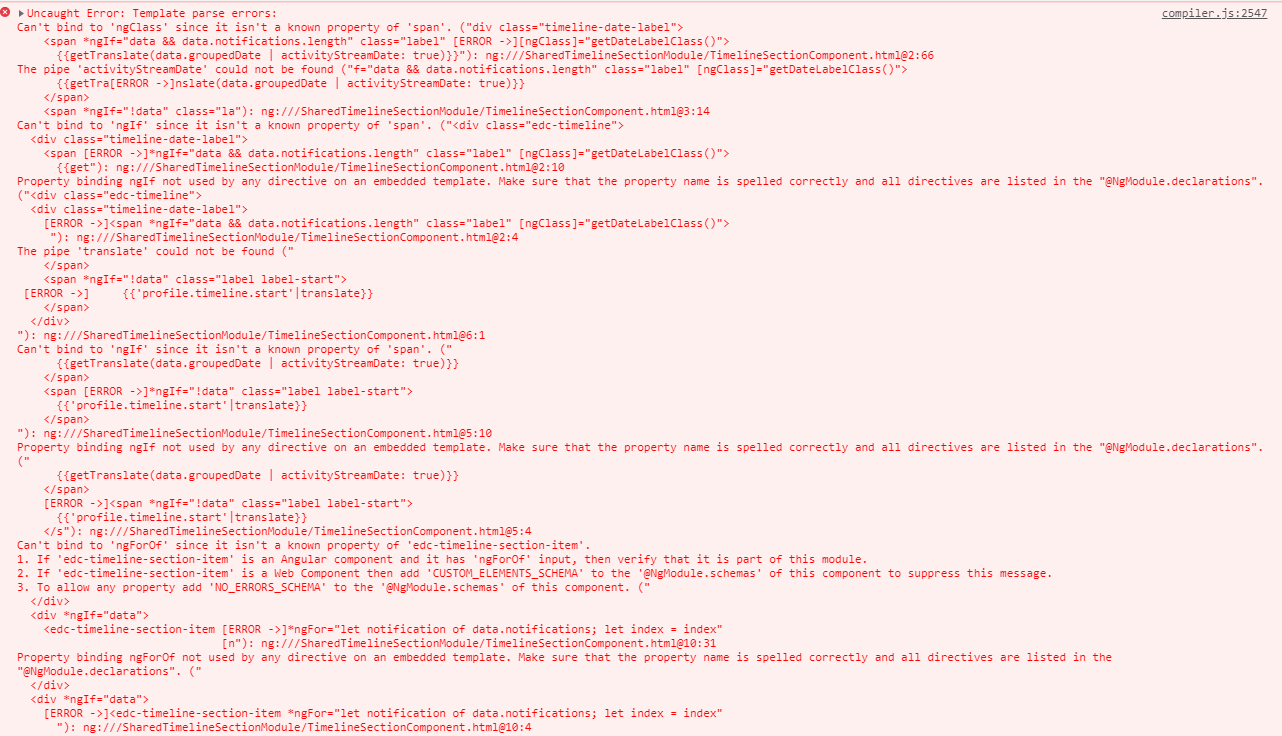 Uncaught Error: Template parse errors: compiler.js:2547
Can't bind to 'ngClass' since it isn't a known property of 'span'. ("div class="timeline-date-label">
<span *ngIf="data && data.notifications.length" class="label" [ERROR ->][ngClass]="getDateLabelClass()">
{{getTranslate(data.groupedDate | activityStreamDate: true)}}"): ng:///SharedTimelineSectionModule/TimelineSectionComponent.html@2:66
The pipe 'activityStreamDate' could not be found ("f="data && data.notifications.length" class="label" [ngClass]="getDateLabelClass()">
{{getTra[ERROR ->]nslate(data.groupedDate | activityStreamDate: true)}}
</span>
<span *ngIf="!data" class="la"): ng:///SharedTimelineSectionModule/TimelineSectionComponent.html@3:14
Can't bind to 'ngIf' since it isn't a known property of 'span'. ("<div class="edc-timeline">
<div class="timeline-date-label">
<span [ERROR ->]*ngIf="data && data.notifications.length" class="label" [ngClass]="getDateLabelClass()">
{{get"): ng:///SharedTimelineSectionModule/TimelineSectionComponent.html@2:10
Property binding ngIf not used by any directive on an embedded template. Make sure that the property name is spelled correctly and all directives are listed in the "@NgModule.declarations".
("<div class="edc-timeline">
<div class="timeline-date-label">
[ERROR ->]<span *ngIf="data && data.notifications.length" class="label" [ngClass]="getDateLabelClass()">
"): ng:///SharedTimelineSectionModule/TimelineSectionComponent.html@2:4
The pipe 'translate' could not be found ("
</span>
<span *ngIf="!data" class="label label-start">
[ERROR ->] {{'profile.timeline.start'|translate}}
</span>
</div>
"): ng:///SharedTimelineSectionModule/TimelineSectionComponent.html@6:1
Can't bind to 'ngIf' since it isn't a known property of 'span'. ("
{{getTranslate(data.groupedDate | activityStreamDate: true)}}
</span>
<span [ERROR ->]*ngIf="!data" class="label label-start">
{{'profile.timeline.start'|translate}}
</span>
"): ng:///SharedTimelineSectionModule/TimelineSectionComponent.html@5:10
Property binding ngIf not used by any directive on an embedded template. Make sure that the property name is spelled correctly and all directives are listed in the "@NgModule.declarations".
("
{{getTranslate(data.groupedDate | activityStreamDate: true)}}
</span>
[ERROR ->]<span *ngIf="!data" class="label label-start">
{{'profile.timeline.start'|translate}}
</s"): ng:///SharedTimelineSectionModule/TimelineSectionComponent.html@5:4
Can't bind to 'ngForOf' since it isn't a known property of 'edc-timeline-section-item'.
1. If 'edc-timeline-section-item' is an Angular component and it has 'ngForOf' input, then verify that it is part of this module.
2. If 'edc-timeline-section-item' is a Web Component then add 'CUSTOM_ELEMENTS_SCHEMA' to the '@NgModule.schemas' of this component to suppress this message.
3. To allow any property add 'NO_ERRORS_SCHEMA' to the '@NgModule.schemas' of this component. ("
</div>
<div *ngIf="data">
<edc-timeline-section-item [ERROR ->]*ngFor="let notification of data.notifications; let index = index"
[n"): ng:///SharedTimelineSectionModule/TimelineSectionComponent.html@10:31
Property binding ngForOf not used by any directive on an embedded template. Make sure that the property name is spelled correctly and all directives are listed in the
"@NgModule.declarations". ("
</div>
<div *ngIf="data">
[ERROR ->]<edc-timeline-section-item *ngFor="let notification of data.notifications; let index = index"
"): ng:///SharedTimelineSectionModule/TimelineSectionComponent.html@10:4